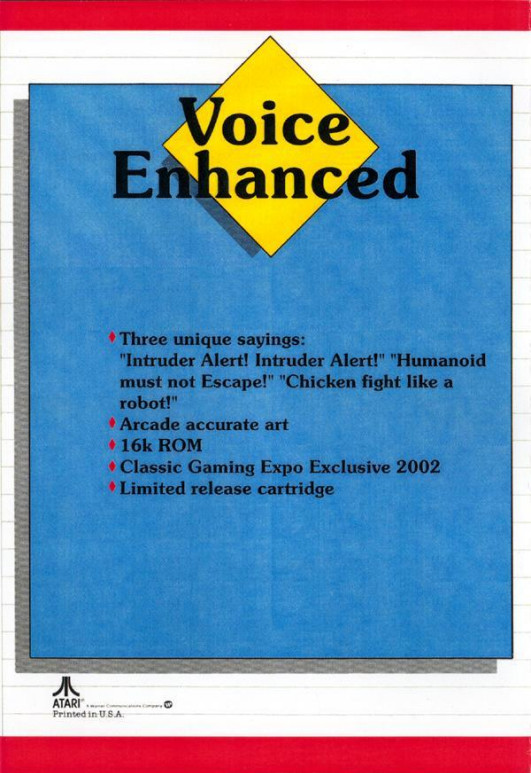 Voice
Enhanced
Three unique sayings:
"Intruder Alert! Intruder Alert!" "Humanoid
must not Escape!" "Chicken fight like a
robot!"
Arcade accurate art
16k ROM
Classic Gaming Expo Exclusive 2002
Limited release cartridge
ATARI® A Warner Communications Company
Printed in U.S.A.